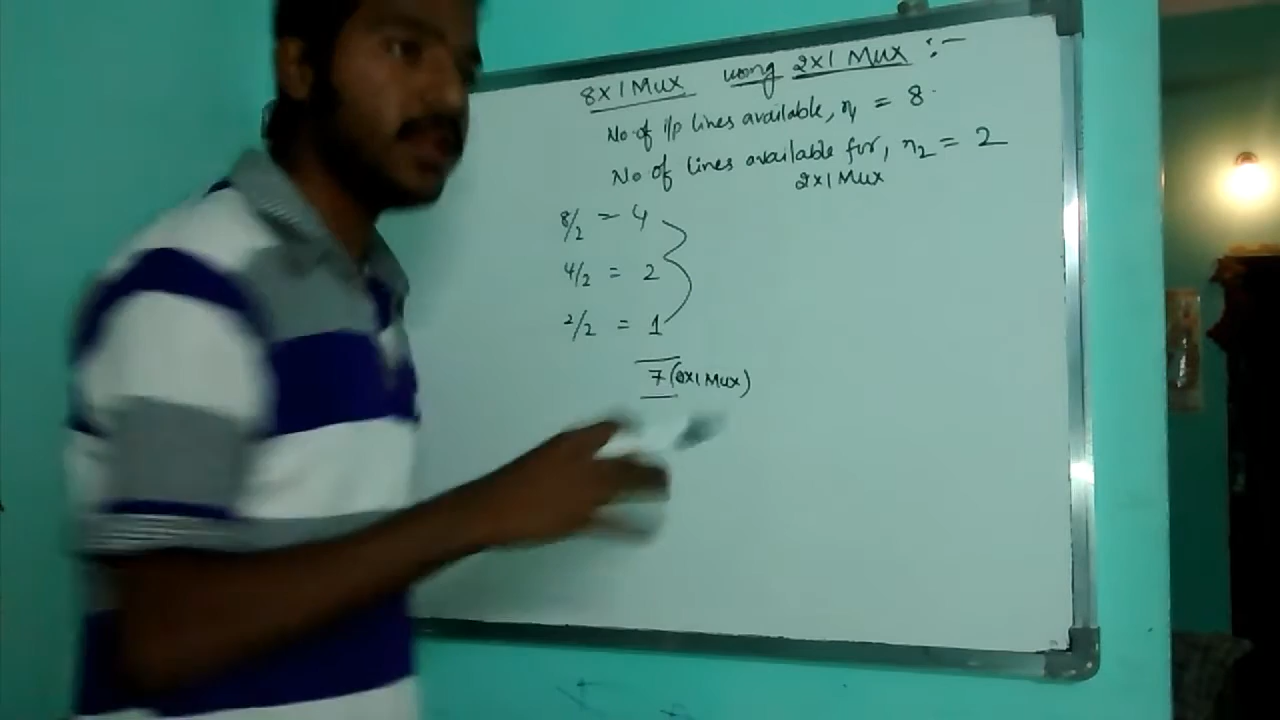 8x1 Mux using 2x1 Mux :-
No of i/p lines available, n1 = 8.
No of lines available for, n2 = 2
2x1 Mux
8/2 = 4
4/2 = 2
2/2 = 1
7 (2x1 Mux)